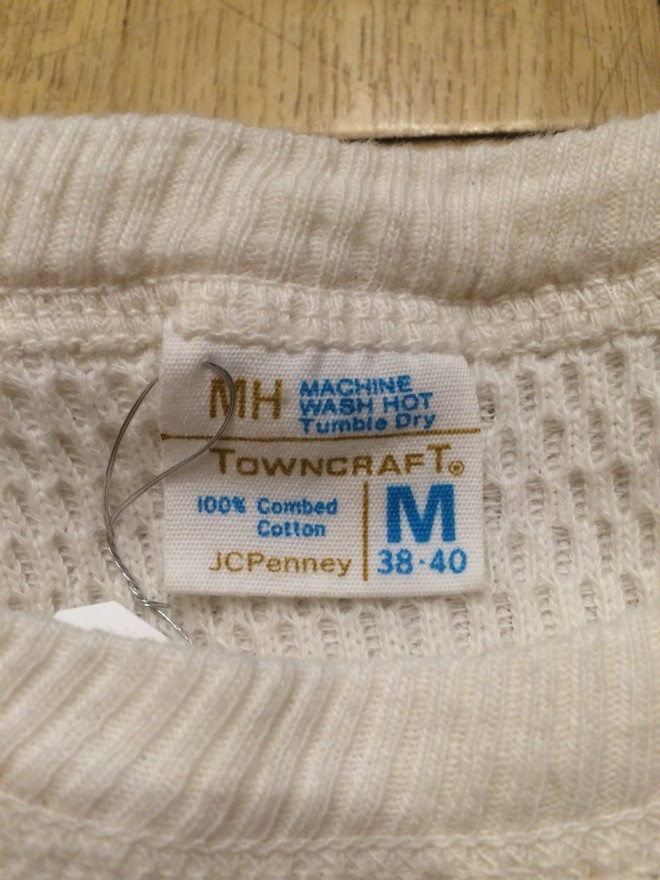 MH MACHINE
WASH HOT
Tumble Dry
TOWNCRAFT®
100% Combed
Cotton
JCPenney
M
38·40